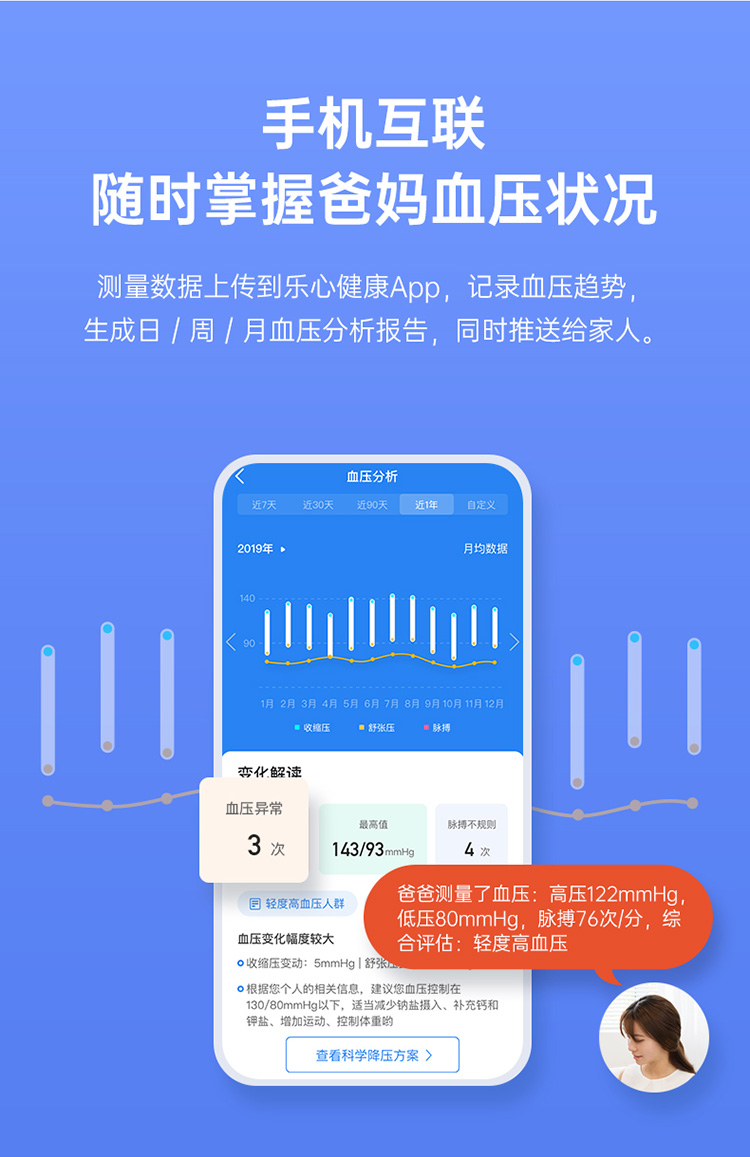 手机互联
随时掌握爸妈血压状况
测量数据上传到乐心健康App，记录血压趋势，
生成日 / 周 / 月血压分析报告，同时推送给家人。
血压分析
近7天 近30天 近90天 近1年 自定义
2019年 月均数据
140
90
1月 2月 3月 4月 5月 6月 7月 8月 9月 10月 11月 12月
收缩压 舒张压 脉搏
变化解读
血压异常
3 次
最高值
143/93mmHg
脉搏不规则
4 次
轻度高血压人群
爸爸测量了血压：高压122mmHg，
低压80mmHg，脉搏76次/分，综
合评估：轻度高血压
血压变化幅度较大
收缩压变动：5mmHg | 舒张
根据您个人的相关信息，建议您血压控制在
130/80mmHg以下，适当减少钠盐摄入、补充钙和
钾盐、增加运动、控制体重哟
查看科学降压方案